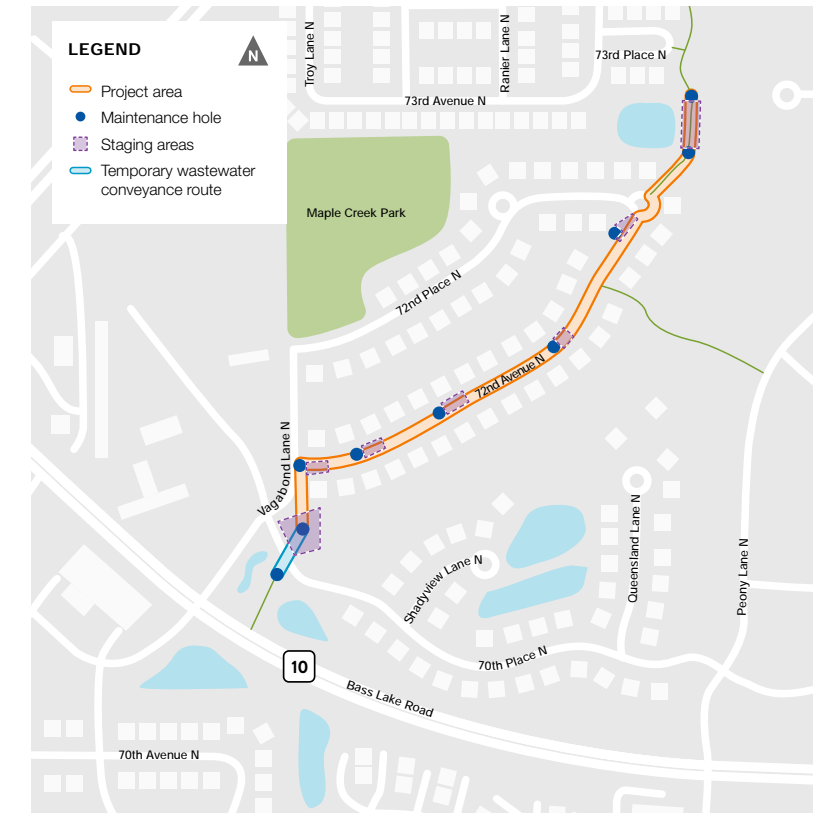 LEGEND
N
Project area
Maintenance hole
Staging areas
Temporary wastewater
conveyance route
Troy Lane N
Ranier Lane N
73rd Place N
73rd Avenue N
Maple Creek Park
72nd Place N
72nd Avenue N
Vagabond Lane N
Shadyview Lane N
Queensland Lane N
Peony Lane N
70th Place N
10
Bass Lake Road
70th Avenue N